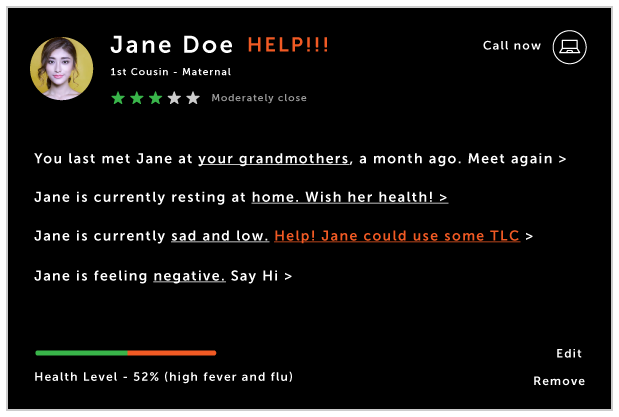 Jane Doe HELP!!!
Call now
1st Cousin - Maternal
Moderately close
You last met Jane at your grandmothers, a month ago. Meet again >
Jane is currently resting at home. Wish her health! >
Jane is currently sad and low. Help! Jane could use some TLC >
Jane is feeling negative. Say Hi >
Edit
Health Level - 52% (high fever and flu)
Remove